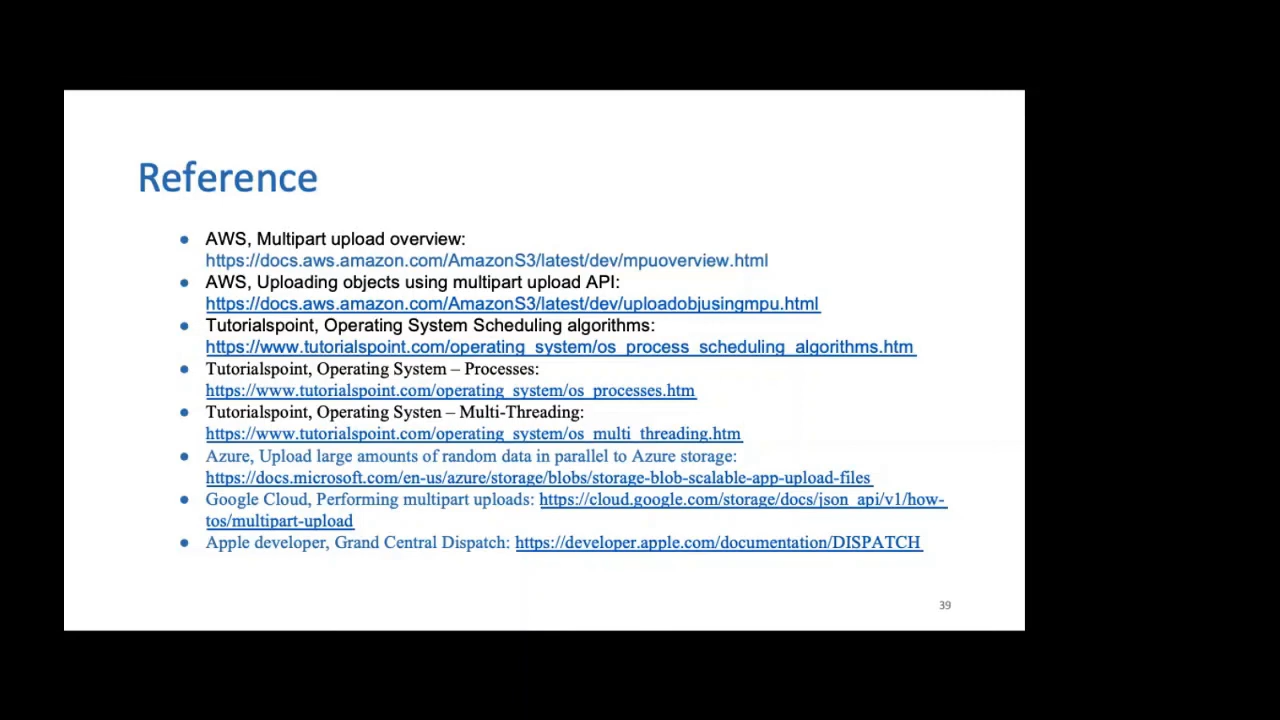 Reference
● AWS, Multipart upload overview:
https://docs.aws.amazon.com/AmazonS3/latest/dev/mpuoverview.html
● AWS, Uploading objects using multipart upload API:
https://docs.aws.amazon.com/AmazonS3/latest/dev/uploadobjusingmpu.html
● Tutorialspoint, Operating System Scheduling algorithms:
https://www.tutorialspoint.com/operating_system/os_process_scheduling_algorithms.htm
● Tutorialspoint, Operating System – Processes:
https://www.tutorialspoint.com/operating_system/os_processes.htm
● Tutorialspoint, Operating Systen – Multi-Threading:
https://www.tutorialspoint.com/operating_system/os_multi_threading.htm
● Azure, Upload large amounts of random data in parallel to Azure storage:
https://docs.microsoft.com/en-us/azure/storage/blobs/storage-blob-scalable-app-upload-files
● Google Cloud, Performing multipart uploads: https://cloud.google.com/storage/docs/json_api/v1/how-
tos/multipart-upload
● Apple developer, Grand Central Dispatch: https://developer.apple.com/documentation/DISPATCH
39